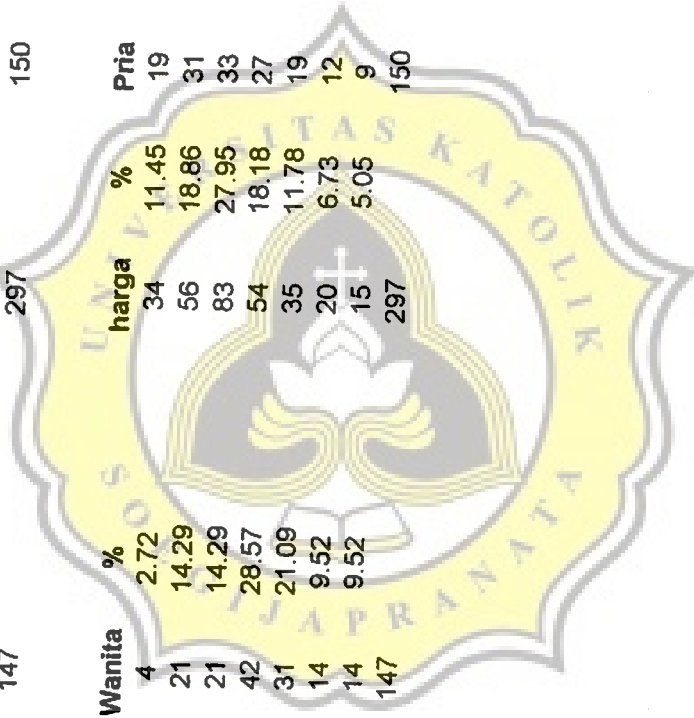 147 297 150
Wanita % harga % Pria
4 2.72 34 11.45 19
21 14.29 56 18.86 31
21 14.29 83 27.95 33
42 28.57 54 18.18 27
31 21.09 35 11.78 19
14 9.52 20 6.73 12
14 9.52 15 5.05 9
147 297 150
UNIVERSITAS KATOLIK
SOEGIJAPRANATA